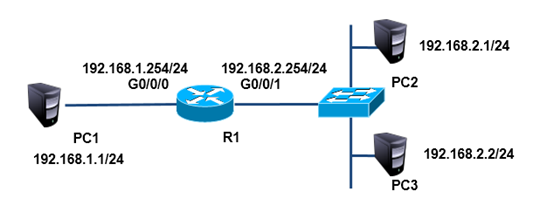 192.168.1.254/24
G0/0/0
192.168.2.254/24
G0/0/1
192.168.2.1/24
PC2
PC1
192.168.1.1/24
R1
192.168.2.2/24
PC3